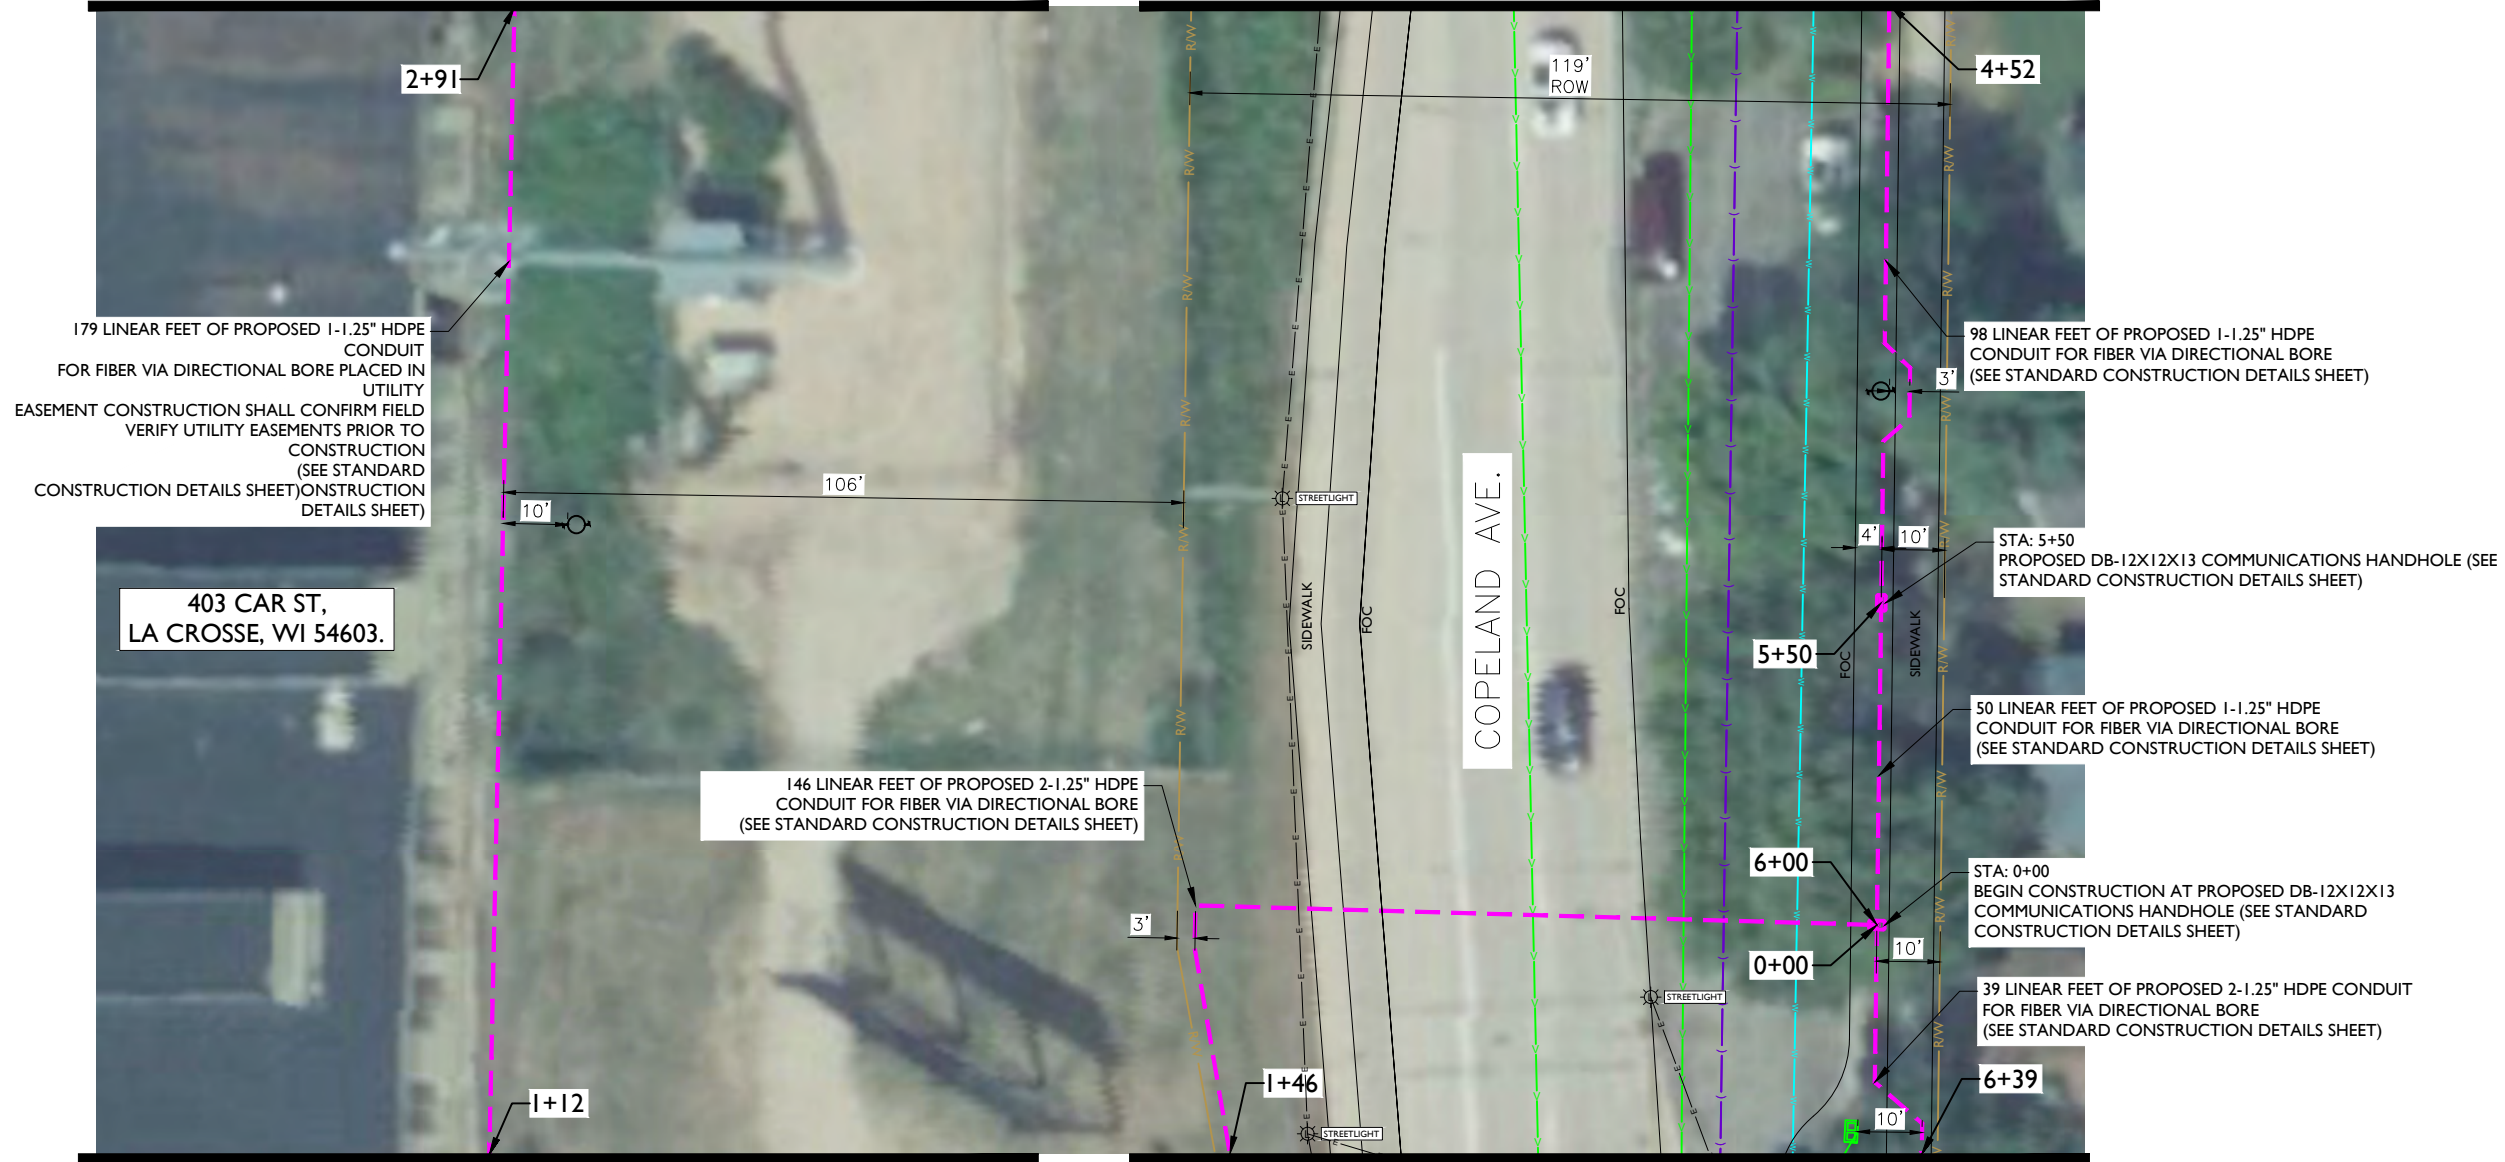 2+91
4+52
119'
ROW
179 LINEAR FEET OF PROPOSED 1-1.25" HDPE
CONDUIT
FOR FIBER VIA DIRECTIONAL BORE PLACED IN
UTILITY
EASEMENT CONSTRUCTION SHALL CONFIRM FIELD
VERIFY UTILITY EASEMENTS PRIOR TO
CONSTRUCTION
(SEE STANDARD
CONSTRUCTION DETAILS SHEET)ONSTRUCTION
DETAILS SHEET)
98 LINEAR FEET OF PROPOSED 1-1.25" HDPE
CONDUIT FOR FIBER VIA DIRECTIONAL BORE
(SEE STANDARD CONSTRUCTION DETAILS SHEET)
3'
106'
10'
STREETLIGHT
COPELAND AVE.
4'
10'
STA: 5+50
PROPOSED DB-12X12X13 COMMUNICATIONS HANDHOLE (SEE
STANDARD CONSTRUCTION DETAILS SHEET)
403 CAR ST,
LA CROSSE, WI 54603.
SIDEWALK
FOC
FOC
5+50
FOC
SIDEWALK
50 LINEAR FEET OF PROPOSED 1-1.25" HDPE
CONDUIT FOR FIBER VIA DIRECTIONAL BORE
(SEE STANDARD CONSTRUCTION DETAILS SHEET)
146 LINEAR FEET OF PROPOSED 2-1.25" HDPE
CONDUIT FOR FIBER VIA DIRECTIONAL BORE
(SEE STANDARD CONSTRUCTION DETAILS SHEET)
6+00
STA: 0+00
BEGIN CONSTRUCTION AT PROPOSED DB-12X12X13
COMMUNICATIONS HANDHOLE (SEE STANDARD
CONSTRUCTION DETAILS SHEET)
3'
0+00
10'
STREETLIGHT
39 LINEAR FEET OF PROPOSED 2-1.25" HDPE CONDUIT
FOR FIBER VIA DIRECTIONAL BORE
(SEE STANDARD CONSTRUCTION DETAILS SHEET)
1+12
1+46
6+39
10'
STREETLIGHT
R/W
R/W
R/W
R/W
R/W
R/W
R/W
R/W
R/W
R/W
R/W
R/W
R/W
R/W